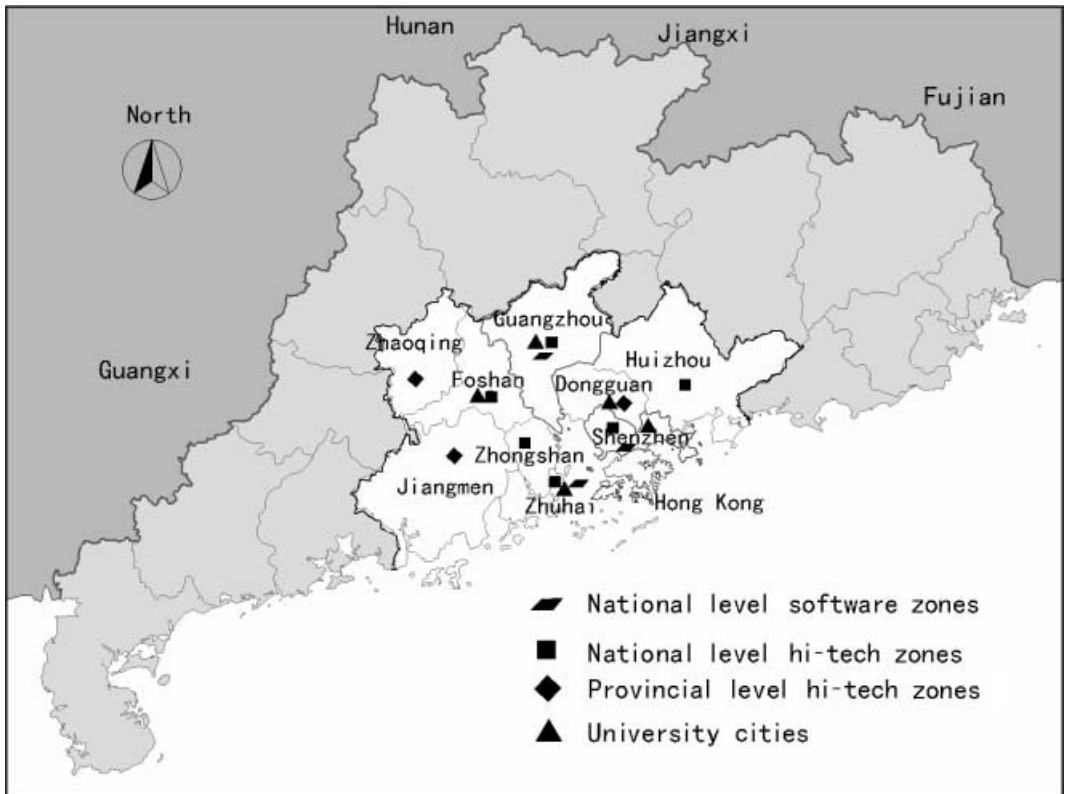 Hunan
Jiangxi
Fujian
North
Guangzhou
Zhaoqing
Huizhou
Guangxi
Foshan
Dongguan
Shenzhen
Zhongshan
Jiangmen
Zhuhai
Hong Kong
National level software zones
National level hi-tech zones
Provincial level hi-tech zones
University cities